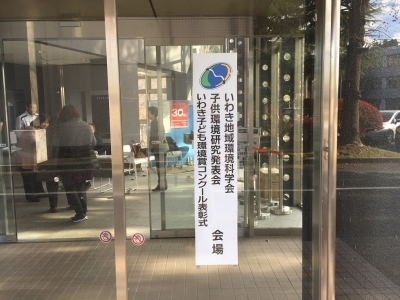 いわき地域環境科学会
子供環境研究発表会
いわき子ども環境賞コンクール表彰式
会場
30